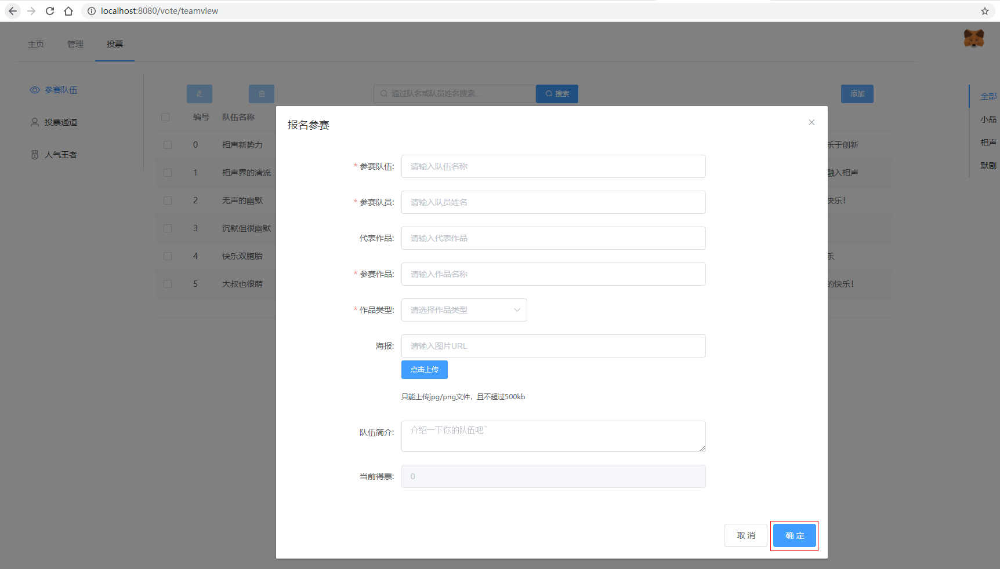 localhost:8080/vote/teamview
主页 管理 投票
参赛队伍
投票通道
人气王者
通过队名或队员姓名搜索...
搜索
添加
全部
小品
相声
默剧
编号 队伍名称
0 相声新势力 乐于创新
1 相声界的清流 融入相声
2 无声的幽默 快乐！
3 沉默但很幽默
4 快乐双胞胎 乐
5 大叔也很萌 的快乐！
报名参赛
* 参赛队伍: 请输入队伍名称
* 参赛队员: 请输入队员姓名
代表作品: 请输入代表作品
* 参赛作品: 请输入作品名称
* 作品类型: 请选择作品类型
海报: 请输入图片URL
点击上传
只能上传jpg/png文件，且不超过500kb
队伍简介: 介绍一下你的队伍吧~
当前得票: 0
取 消 确 定